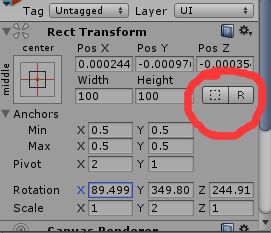 Tag Untagged Layer UI
Rect Transform
center Pos X Pos Y Pos Z
0.000244 -0.00097( -0.00035(
middle Width Height
100 100 R
Anchors
Min X 0.5 Y 0.5
Max X 0.5 Y 0.5
Pivot X 2 Y 1
Rotation X 89.499 Y 349.80 Z 244.91
Scale X 1 Y 2 Z 1
Canvas Renderer